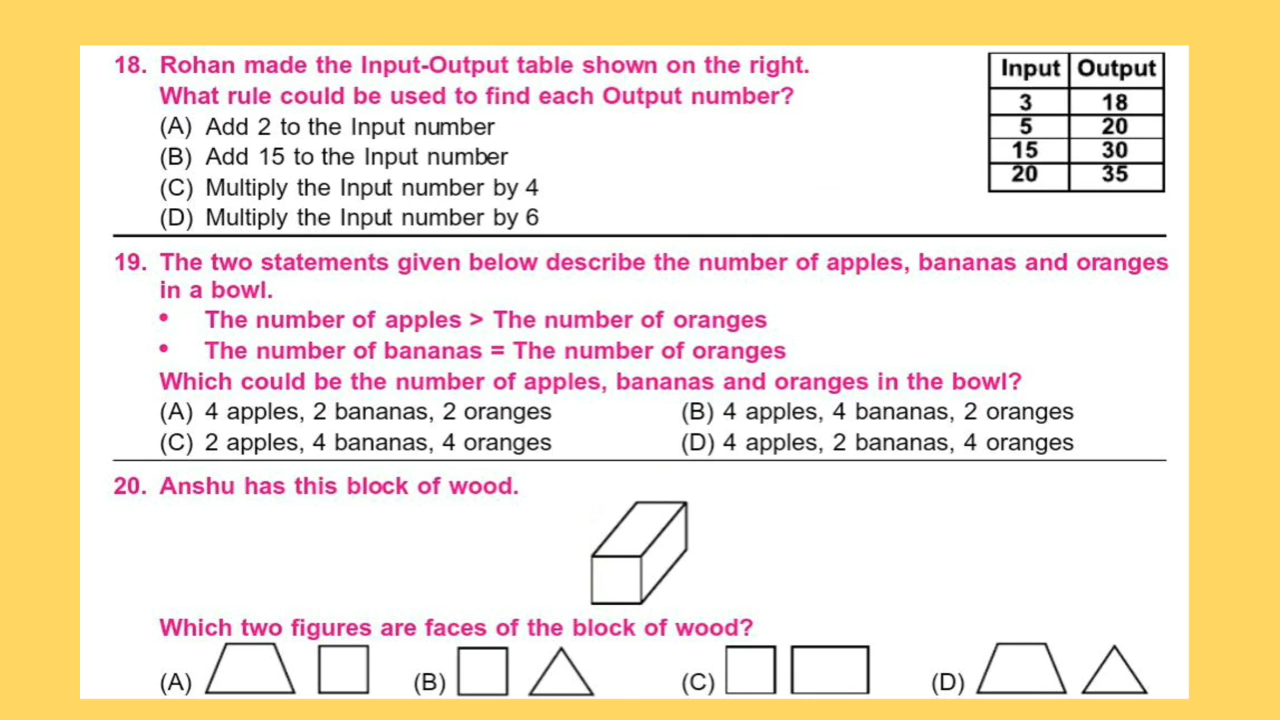 18. Rohan made the Input-Output table shown on the right.
What rule could be used to find each Output number?
(A) Add 2 to the Input number
(B) Add 15 to the Input number
(C) Multiply the Input number by 4
(D) Multiply the Input number by 6
Input Output
3 18
5 20
15 30
20 35
19. The two statements given below describe the number of apples, bananas and oranges
in a bowl.
• The number of apples > The number of oranges
• The number of bananas = The number of oranges
Which could be the number of apples, bananas and oranges in the bowl?
(A) 4 apples, 2 bananas, 2 oranges (B) 4 apples, 4 bananas, 2 oranges
(C) 2 apples, 4 bananas, 4 oranges (D) 4 apples, 2 bananas, 4 oranges
20. Anshu has this block of wood.
Which two figures are faces of the block of wood?
(A) (B) (C) (D)